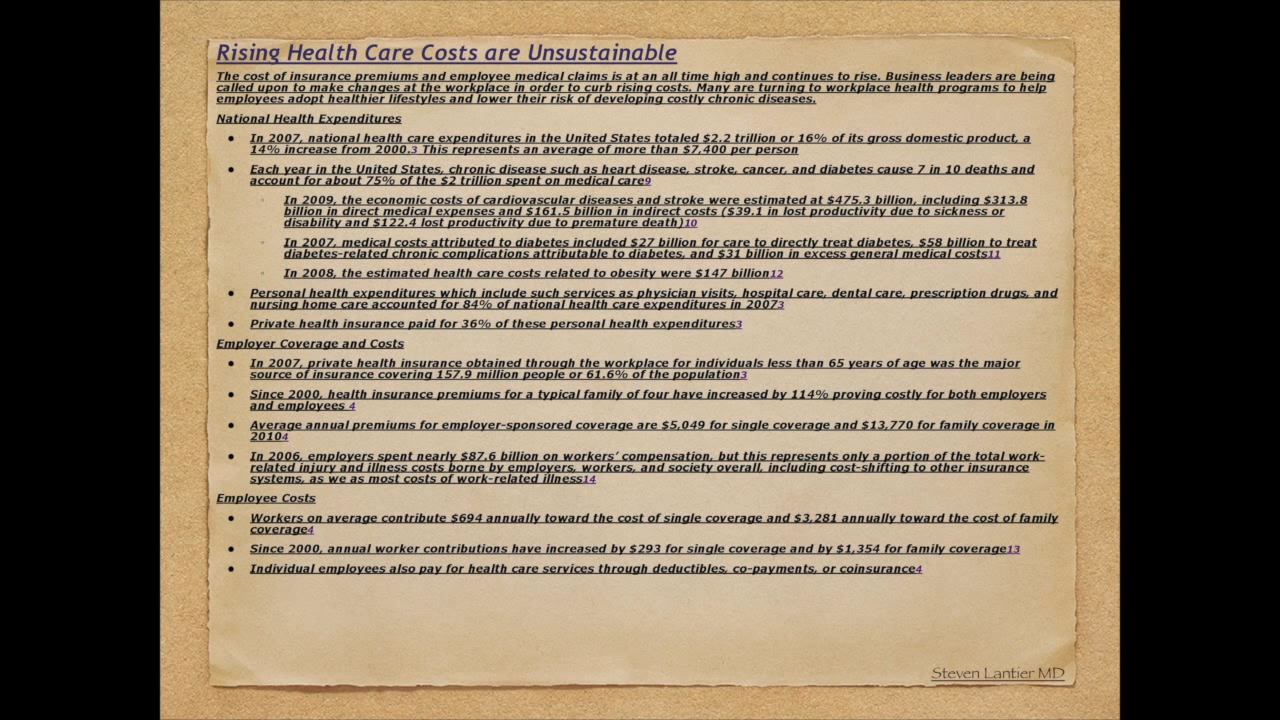 Rising Health Care Costs are Unsustainable
The cost of insurance premiums and employee medical claims is at an all time high and continues to rise. Business leaders are being
called upon to make changes at the workplace in order to curb rising costs. Many are turning to workplace health programs to help
employees adopt healthier lifestyles and lower their risk of developing costly chronic diseases.
National Health Expenditures
• In 2007, national health care expenditures in the United States totaled $2.2 trillion or 16% of its gross domestic product, a
14% increase from 2000.3 This represents an average of more than $7,400 per person
• Each year in the United States, chronic disease such as heart disease, stroke, cancer, and diabetes cause 7 in 10 deaths and
account for about 75% of the $2 trillion spent on medical care9
◦ In 2009, the economic costs of cardiovascular diseases and stroke were estimated at $475.3 billion, including $313.8
billion in direct medical expenses and $161.5 billion in indirect costs ($39.1 in lost productivity due to sickness or
disability and $122.4 lost productivity due to premature death)10
◦ In 2007, medical costs attributed to diabetes included $27 billion for care to directly treat diabetes, $58 billion to treat
diabetes-related chronic complications attributable to diabetes, and $31 billion in excess general medical costs11
◦ In 2008, the estimated health care costs related to obesity were $147 billion12
• Personal health expenditures which include such services as physician visits, hospital care, dental care, prescription drugs, and
nursing home care accounted for 84% of national health care expenditures in 20073
• Private health insurance paid for 36% of these personal health expenditures3
Employer Coverage and Costs
• In 2007, private health insurance obtained through the workplace for individuals less than 65 years of age was the major
source of insurance covering 157.9 million people or 61.6% of the population3
• Since 2000, health insurance premiums for a typical family of four have increased by 114% proving costly for both employers
and employees 4
• Average annual premiums for employer-sponsored coverage are $5,049 for single coverage and $13,770 for family coverage in
20104
• In 2006, employers spent nearly $87.6 billion on workers’ compensation, but this represents only a portion of the total work-
related injury and illness costs borne by employers, workers, and society overall, including cost-shifting to other insurance
systems, as we as most costs of work-related illness14
Employee Costs
• Workers on average contribute $694 annually toward the cost of single coverage and $3,281 annually toward the cost of family
coverage4
• Since 2000, annual worker contributions have increased by $293 for single coverage and by $1,354 for family coverage13
• Individual employees also pay for health care services through deductibles, co-payments, or coinsurance4
Steven Lantier MD